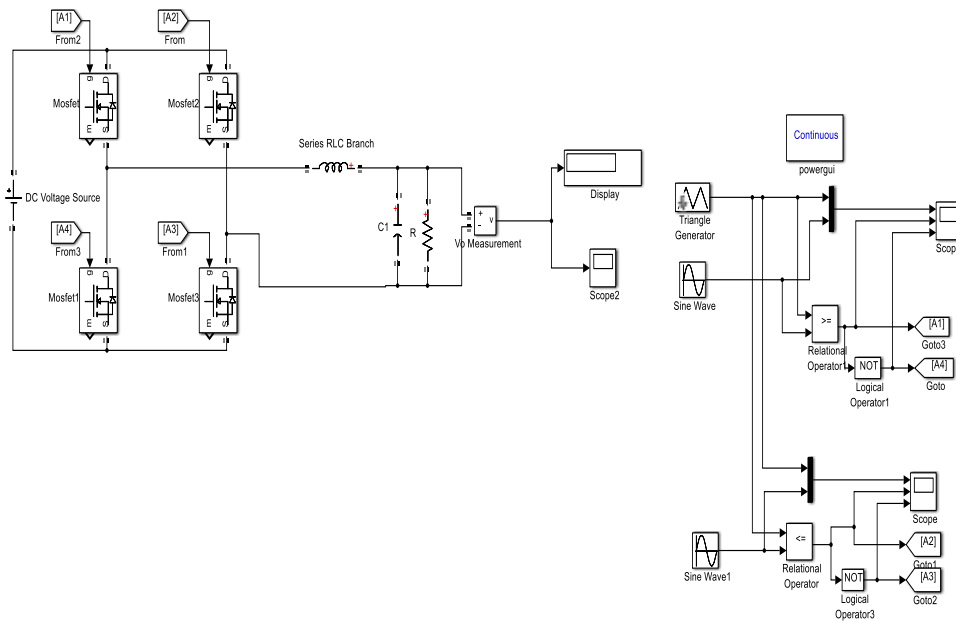 [A1]
From2
[A2]
From
g
D
Mosfet
m
S
g
D
Mosfet2
m
S
DC Voltage Source
[A4]
From3
[A3]
From1
g
D
Mosfet1
m
S
g
D
Mosfet3
m
S
Series RLC Branch
+
C1
+
R
+
+
-
v
Vo Measurement
Display
Scope2
Continuous
powergui
Triangle
Generator
Sine Wave
>=
Relational
Operator1
NOT
Logical
Operator1
[A1]
Goto3
[A4]
Goto
Scop
Sine Wave1
<=
Relational
Operator
NOT
Logical
Operator3
Scope
[A2]
Goto1
[A3]
Goto2